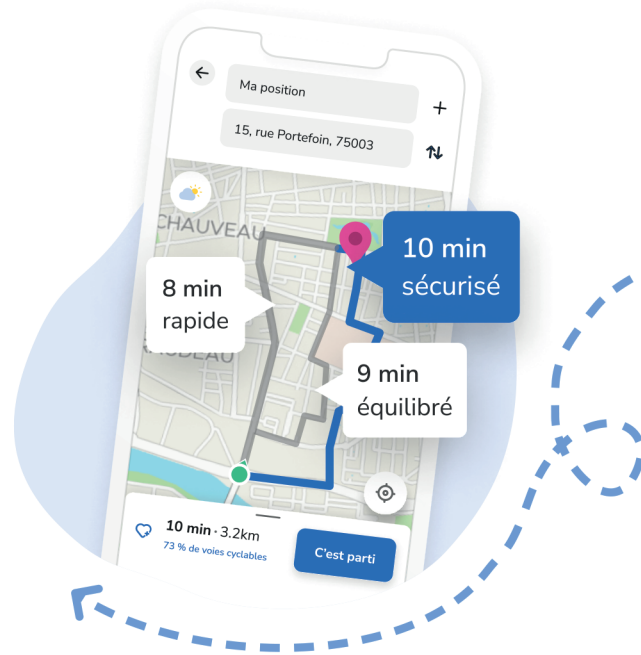 Ma position
15, rue Portefoin, 75003
CHAUVEAU
10 min
sécurisé
8 min
rapide
9 min
équilibré
10 min · 3.2km
73 % de voies cyclables
C'est parti